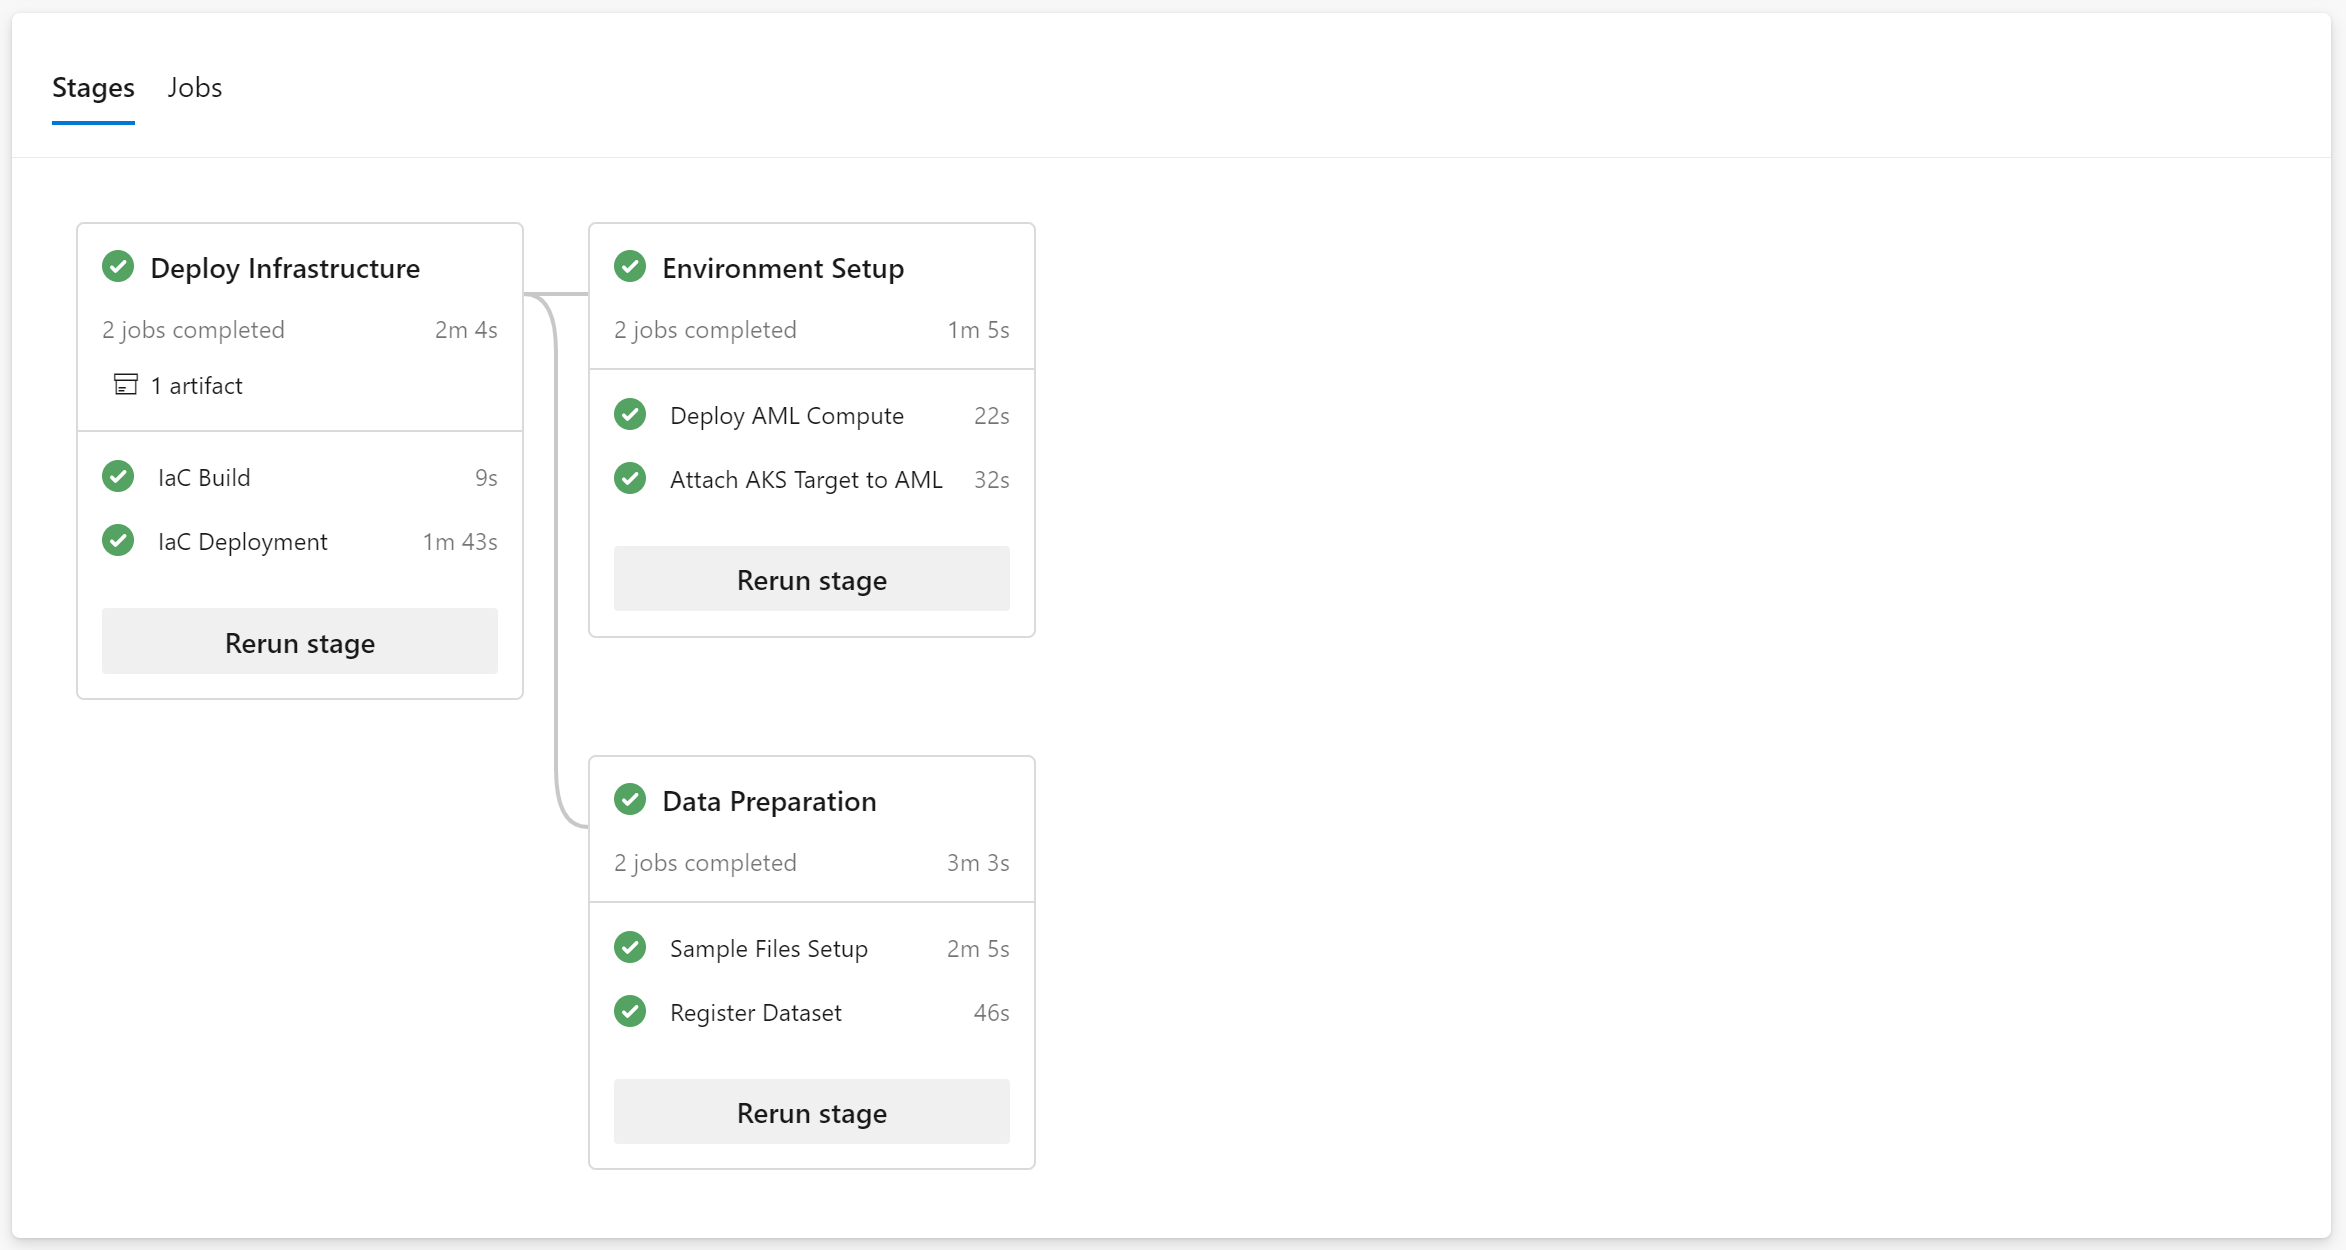 Stages Jobs
Deploy Infrastructure
2 jobs completed 2m 4s
1 artifact
IaC Build 9s
IaC Deployment 1m 43s
Rerun stage
Environment Setup
2 jobs completed 1m 5s
Deploy AML Compute 22s
Attach AKS Target to AML 32s
Rerun stage
Data Preparation
2 jobs completed 3m 3s
Sample Files Setup 2m 5s
Register Dataset 46s
Rerun stage